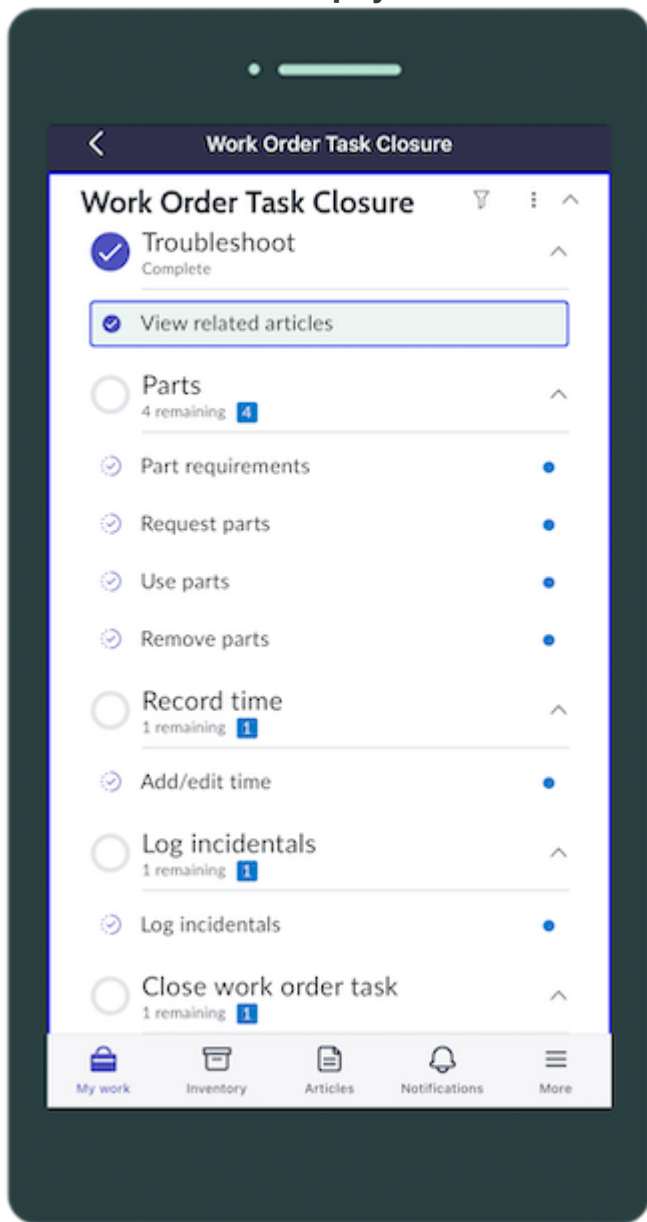 Work Order Task Closure
Work Order Task Closure
Troubleshoot
Complete
View related articles
Parts
4 remaining 4
Part requirements
Request parts
Use parts
Remove parts
Record time
1 remaining 1
Add/edit time
Log incidentals
1 remaining 1
Log incidentals
Close work order task
1 remaining 1
My work Inventory Articles Notifications More